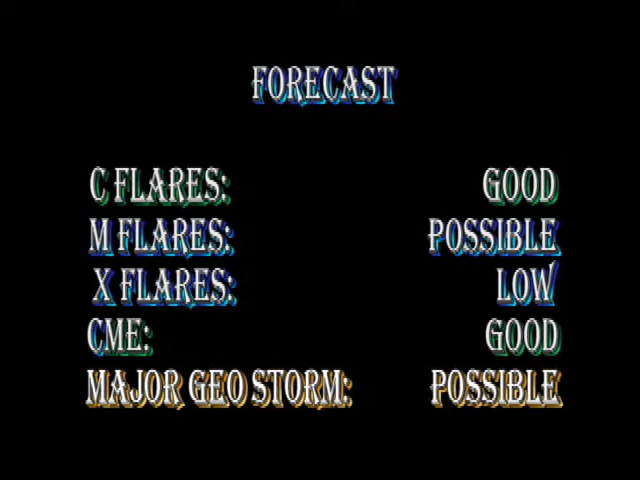 FORECAST
C FLARES: GOOD
M FLARES: POSSIBLE
X FLARES: LOW
CME: GOOD
MAJOR GEO STORM: POSSIBLE